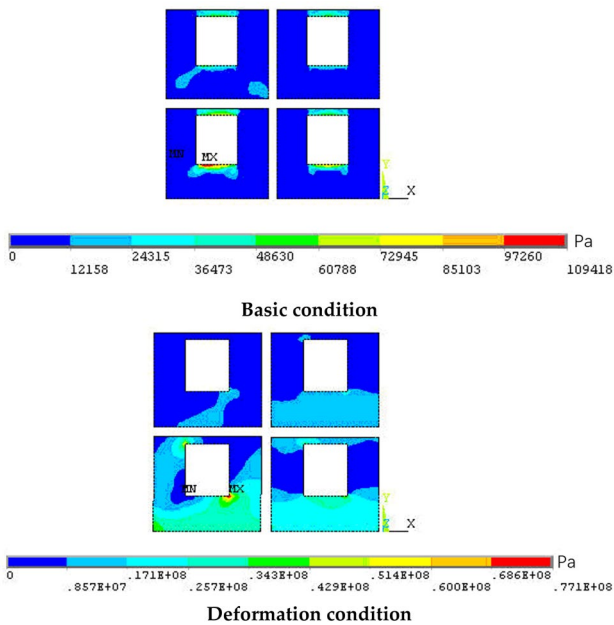 MN MX
Y
Z X
Pa
0 24315 48630 72945 97260
12158 36473 60788 85103 109418
Basic condition
MN MX
Y
Z X
Pa
0 .171E+08 .343E+08 .514E+08 .686E+08
.857E+07 .257E+08 .429E+08 .600E+08 .771E+08
Deformation condition